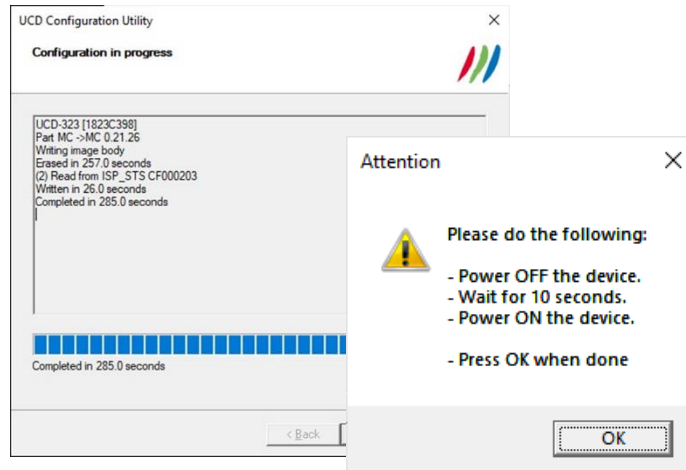 UCD Configuration Utility
Configuration in progress
UCD-323 [1823C398]
Part MC ->MC 0.21.26
Writing image body
Erased in 257.0 seconds
(2) Read from ISP_STS CF000203
Written in 26.0 seconds
Completed in 285.0 seconds
Completed in 285.0 seconds
< Back
Attention
Please do the following:
- Power OFF the device.
- Wait for 10 seconds.
- Power ON the device.
- Press OK when done
OK